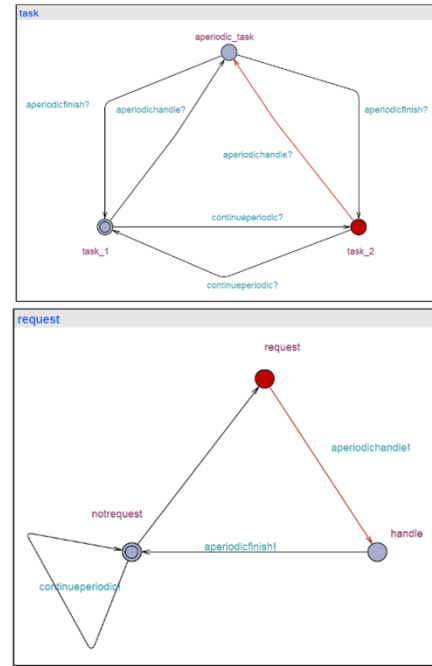 task
aperiodic_task
aperiodicfinish?
aperiodichandle?
aperiodicfinish?
aperiodichandle?
continueperiodic?
task_1
task_2
continueperiodic?
request
request
aperiodichandle!
notrequest
handle
aperiodicfinish!
continueperiodic!